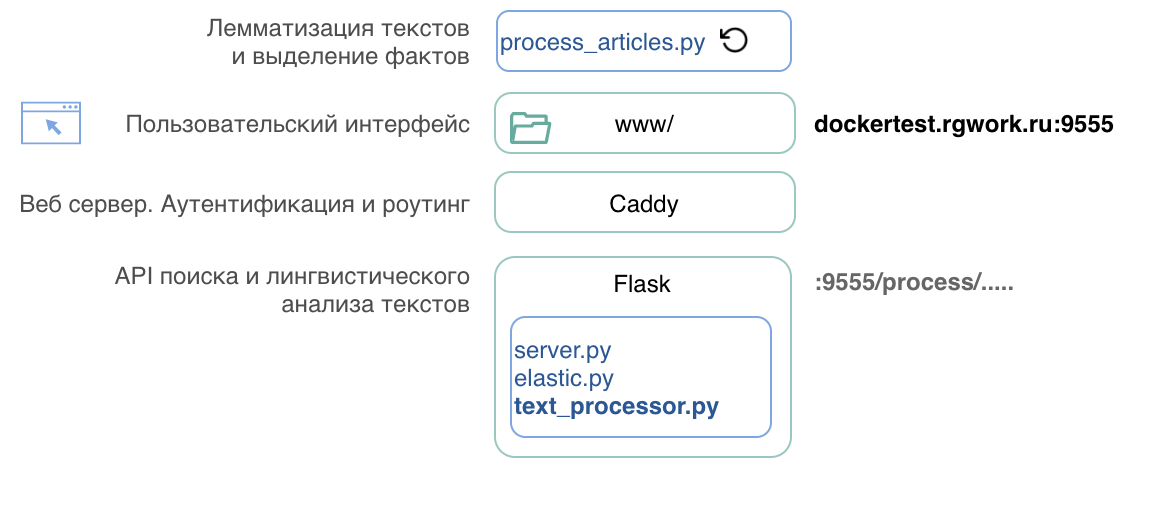 Лемматизация текстов
и выделение фактов
process_articles.py
Пользовательский интерфейс
www/
dockertest.rgwork.ru:9555
Веб сервер. Аутентификация и роутинг
Caddy
API поиска и лингвистического
анализа текстов
Flask
:9555/process/.....
server.py
elastic.py
text_processor.py